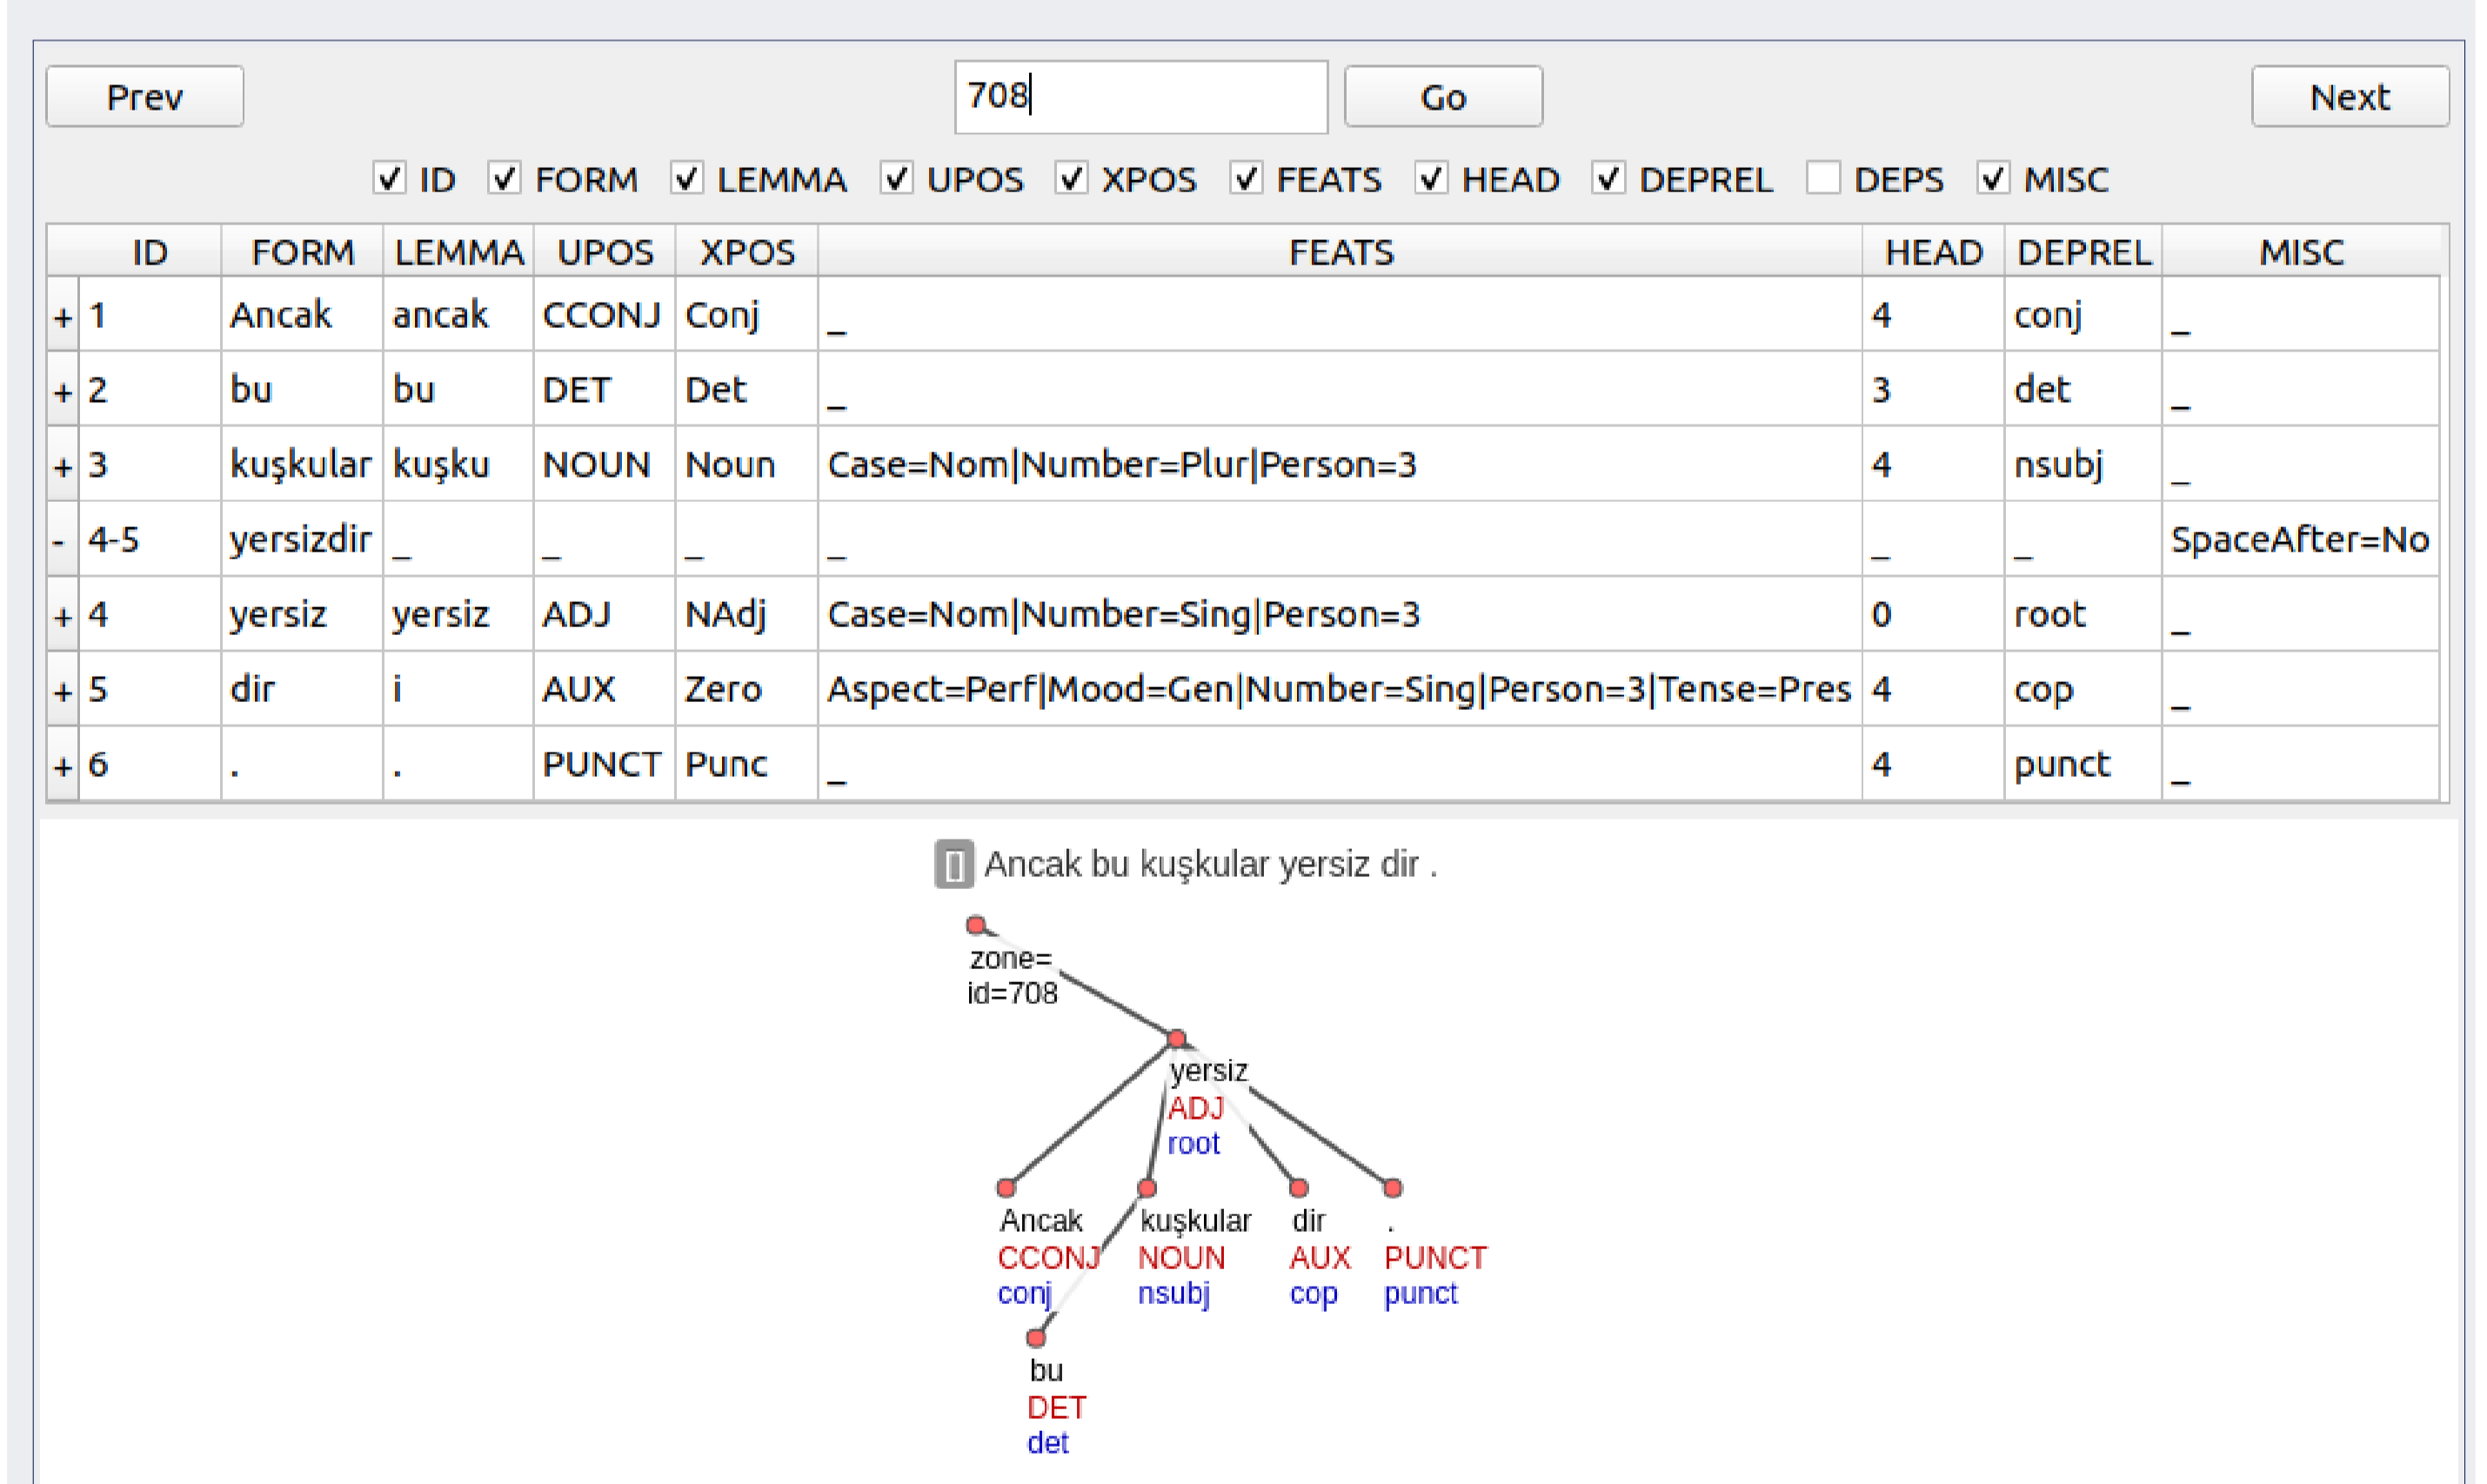 Prev 708 Go Next
ID FORM LEMMA UPOS XPOS FEATS HEAD DEPREL DEPS MISC
ID FORM LEMMA UPOS XPOS FEATS HEAD DEPREL MISC
+ 1 Ancak ancak CCONJ Conj _ 4 conj _
+ 2 bu bu DET Det _ 3 det _
+ 3 kuşkular kuşku NOUN Noun Case=Nom|Number=Plur|Person=3 4 nsubj _
- 4-5 yersizdir _ _ _ _ _ _ SpaceAfter=No
+ 4 yersiz yersiz ADJ NAdj Case=Nom|Number=Sing|Person=3 0 root _
+ 5 dir i AUX Zero Aspect=Perf|Mood=Gen|Number=Sing|Person=3|Tense=Pres 4 cop _
+ 6 . . PUNCT Punc _ 4 punct _
Ancak bu kuşkular yersiz dir .
zone=
id=708
yersiz
ADJ
root
Ancak kuşkular dir .
CCONJ NOUN AUX PUNCT
conj nsubj cop punct
bu
DET
det